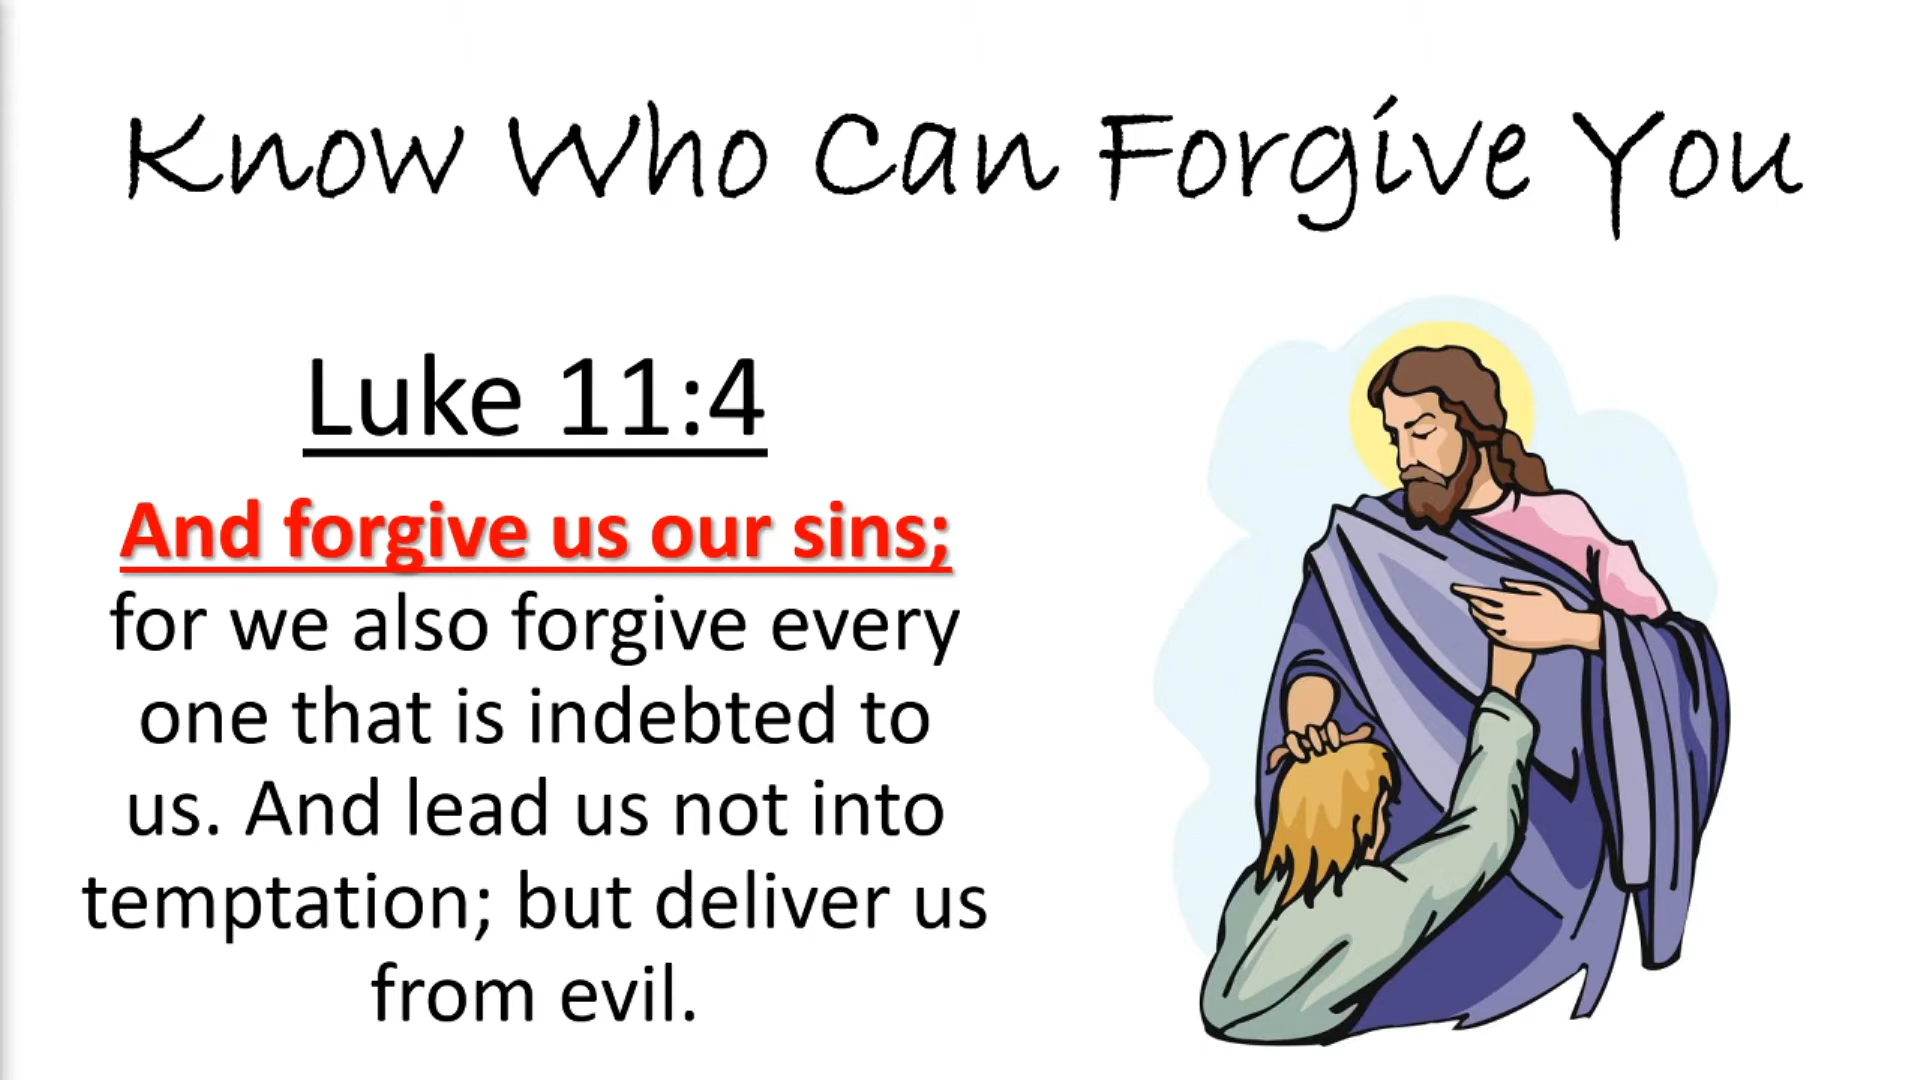 Know Who Can Forgive You
Luke 11:4
And forgive us our sins;
for we also forgive every
one that is indebted to
us. And lead us not into
temptation; but deliver us
from evil.